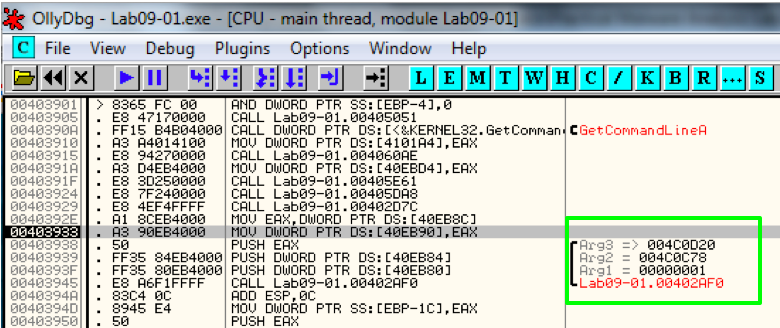 OllyDbg - Lab09-01.exe - [CPU - main thread, module Lab09-01]
C File View Debug Plugins Options Window Help
L E M T W H C / K B R ... S
00403901 > 8365 FC 00 AND DWORD PTR SS:[EBP-4],0
00403905 . E8 47170000 CALL Lab09-01.00405051
0040390A . FF15 B4B04000 CALL DWORD PTR DS:[<&KERNEL32.GetComman GetCommandLineA
00403910 . A3 A4014100 MOV DWORD PTR DS:[4101A4],EAX
00403915 . E8 94270000 CALL Lab09-01.004060AE
0040391A . A3 D4EB4000 MOV DWORD PTR DS:[40EBD4],EAX
0040391F . E8 3D250000 CALL Lab09-01.00405E61
00403924 . E8 7F240000 CALL Lab09-01.00405DA8
00403929 . E8 4EF4FFFF CALL Lab09-01.00402D7C
0040392E . A1 8CEB4000 MOV EAX,DWORD PTR DS:[40EB8C]
00403933 . A3 90EB4000 MOV DWORD PTR DS:[40EB90],EAX
00403938 . 50 PUSH EAX Arg3 => 004C0D20
00403939 . FF35 84EB4000 PUSH DWORD PTR DS:[40EB84] Arg2 = 004C0C78
0040393F . FF35 80EB4000 PUSH DWORD PTR DS:[40EB80] Arg1 = 00000001
00403945 . E8 A6F1FFFF CALL Lab09-01.00402AF0 Lab09-01.00402AF0
0040394A . 83C4 0C ADD ESP,0C
0040394D . 8945 E4 MOV DWORD PTR SS:[EBP-1C],EAX
00403950 . 50 PUSH EAX